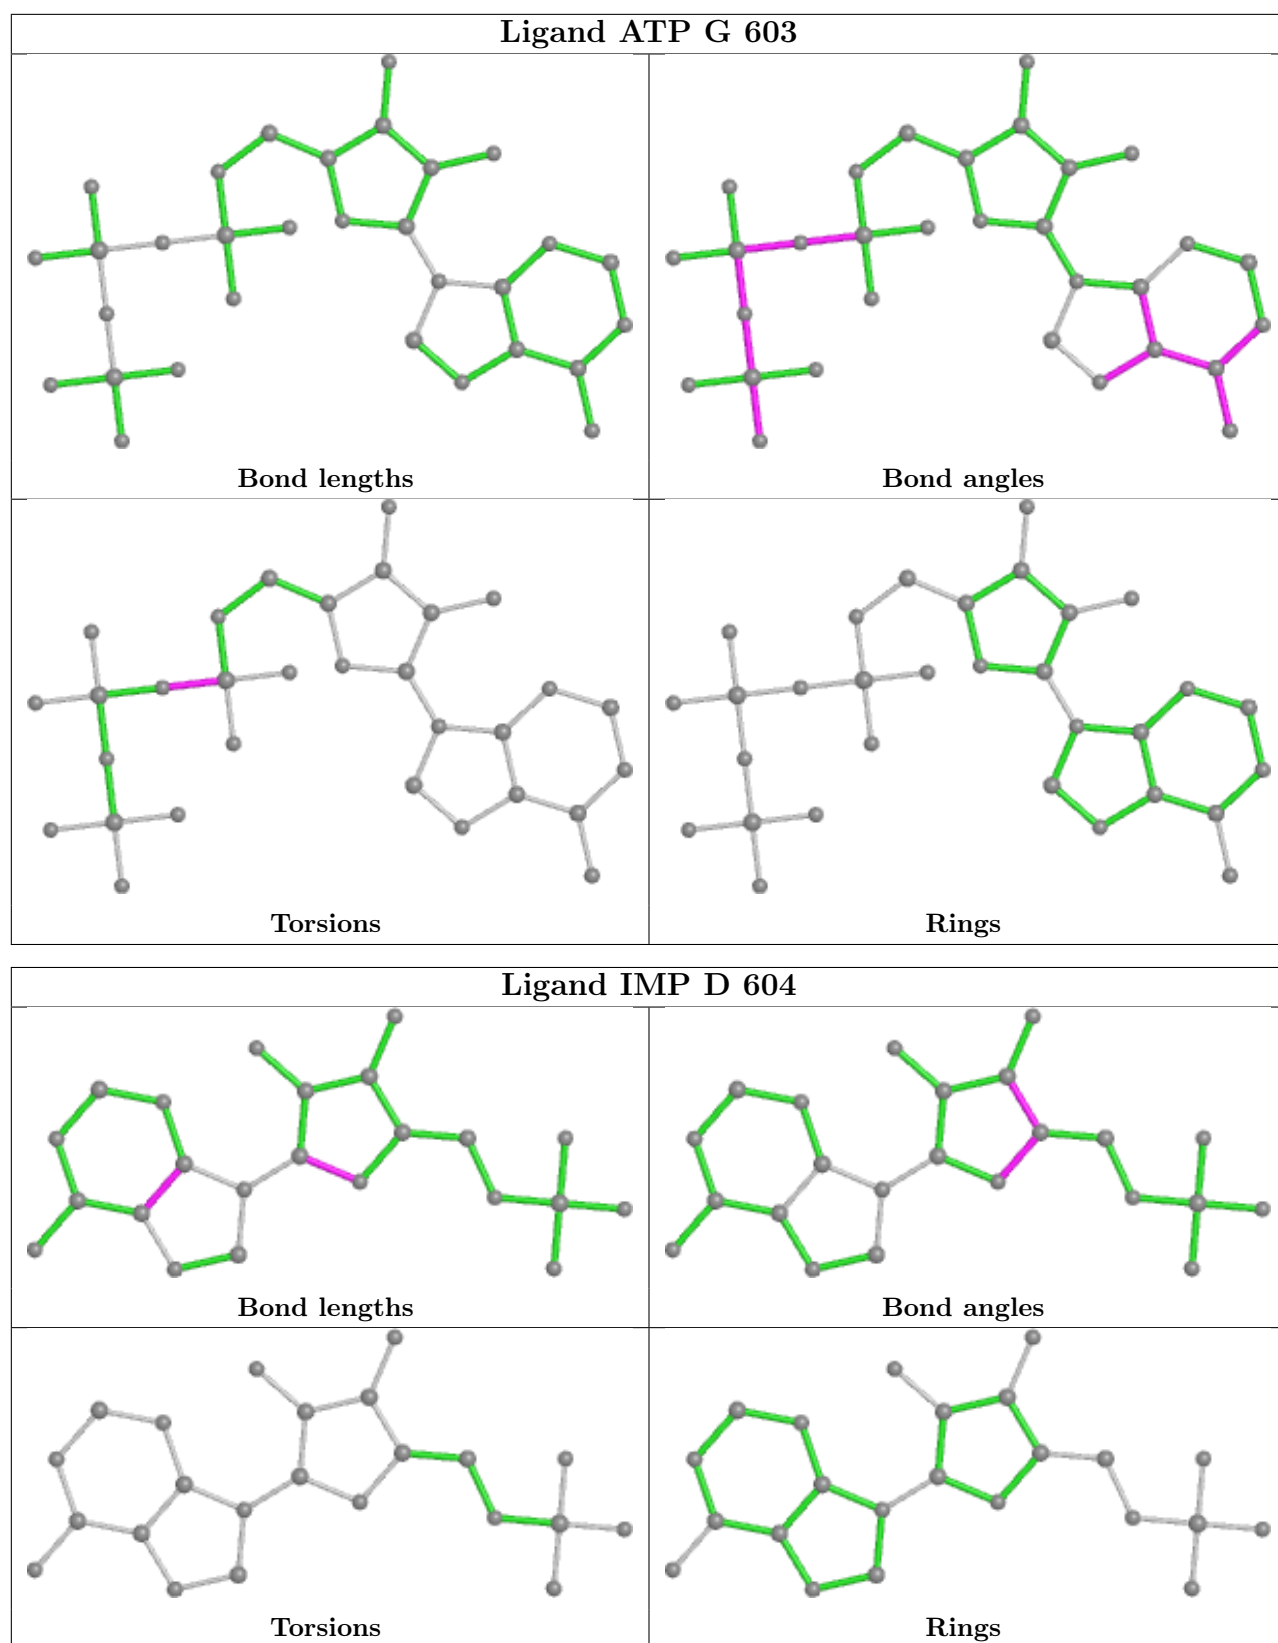 Ligand ATP G 603
Bond lengths
Bond angles
Torsions
Rings
Ligand IMP D 604
Bond lengths
Bond angles
Torsions
Rings